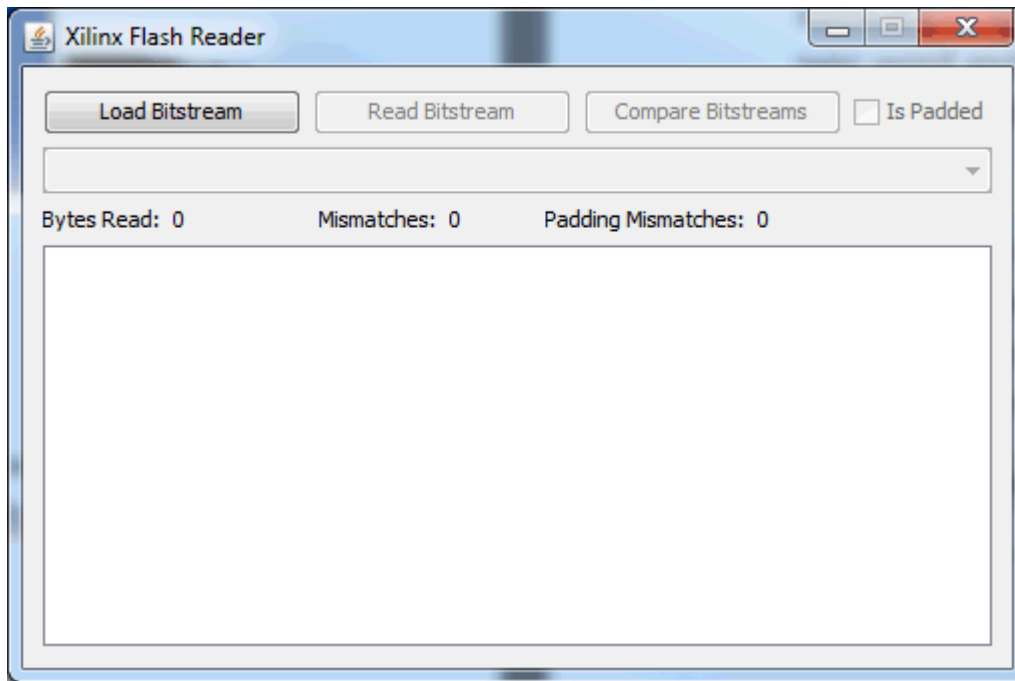 Xilinx Flash Reader
Load Bitstream Read Bitstream Compare Bitstreams Is Padded
Bytes Read: 0 Mismatches: 0 Padding Mismatches: 0